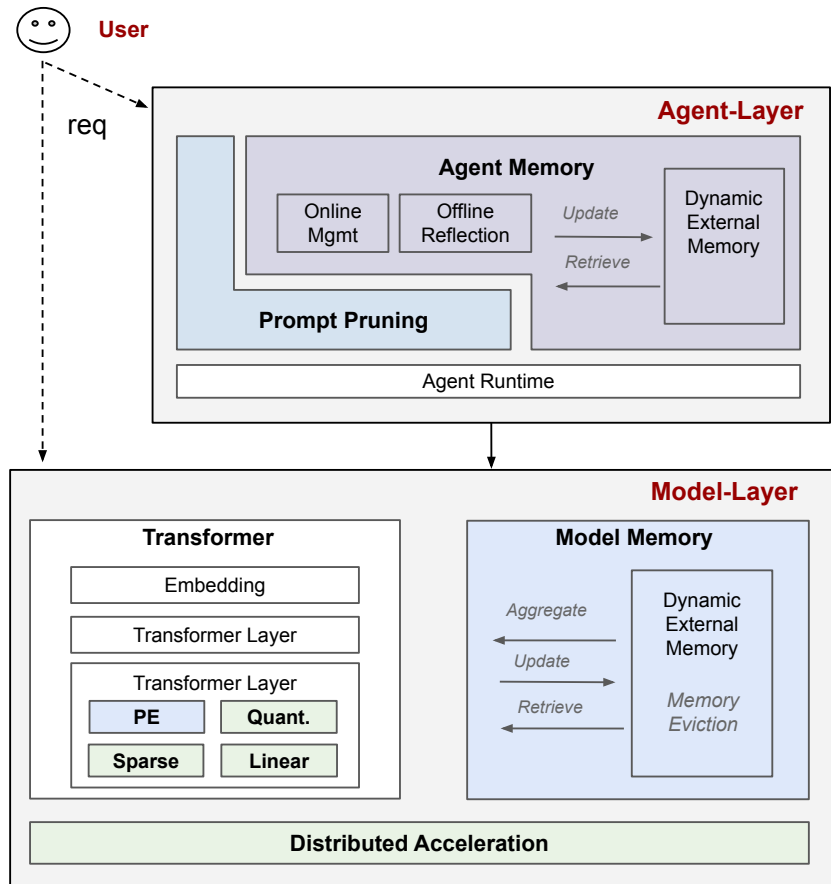 User
req
Agent-Layer
Agent Memory
Online
Mgmt
Offline
Reflection
Update
Retrieve
Dynamic
External
Memory
Prompt Pruning
Agent Runtime
Model-Layer
Transformer
Embedding
Transformer Layer
Transformer Layer
PE
Quant.
Sparse
Linear
Model Memory
Aggregate
Update
Retrieve
Dynamic
External
Memory
Memory
Eviction
Distributed Acceleration